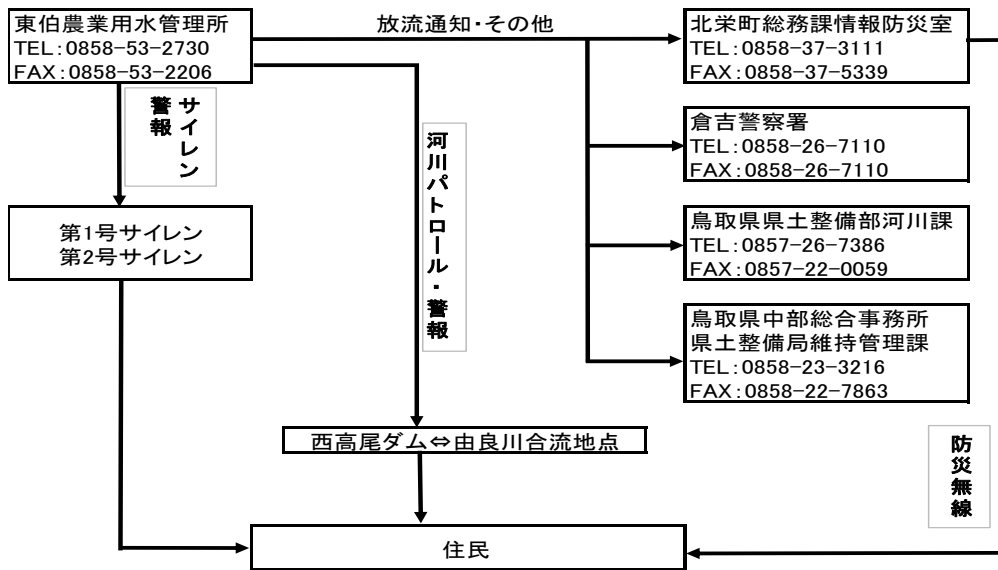 東伯農業用水管理所
TEL:0858-53-2730
FAX:0858-53-2206
放流通知・その他
北栄町総務課情報防災室
TEL:0858-37-3111
FAX:0858-37-5339
サイレン
警報
倉吉警察署
TEL:0858-26-7110
FAX:0858-26-7110
河川パトロール・警報
第1号サイレン
第2号サイレン
鳥取県県土整備部河川課
TEL:0857-26-7386
FAX:0857-22-0059
鳥取県中部総合事務所
県土整備局維持管理課
TEL:0858-23-3216
FAX:0858-22-7863
西高尾ダム⇔由良川合流地点
防災無線
住民